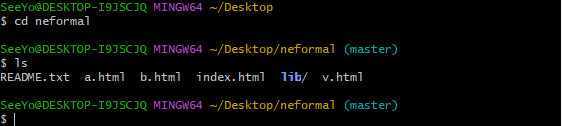 SeeYo@DESKTOP-I9JSCJQ MINGW64 ~/Desktop
$ cd neformal
SeeYo@DESKTOP-I9JSCJQ MINGW64 ~/Desktop/neformal (master)
$ ls
README.txt  a.html  b.html  index.html  lib/  v.html
SeeYo@DESKTOP-I9JSCJQ MINGW64 ~/Desktop/neformal (master)
$